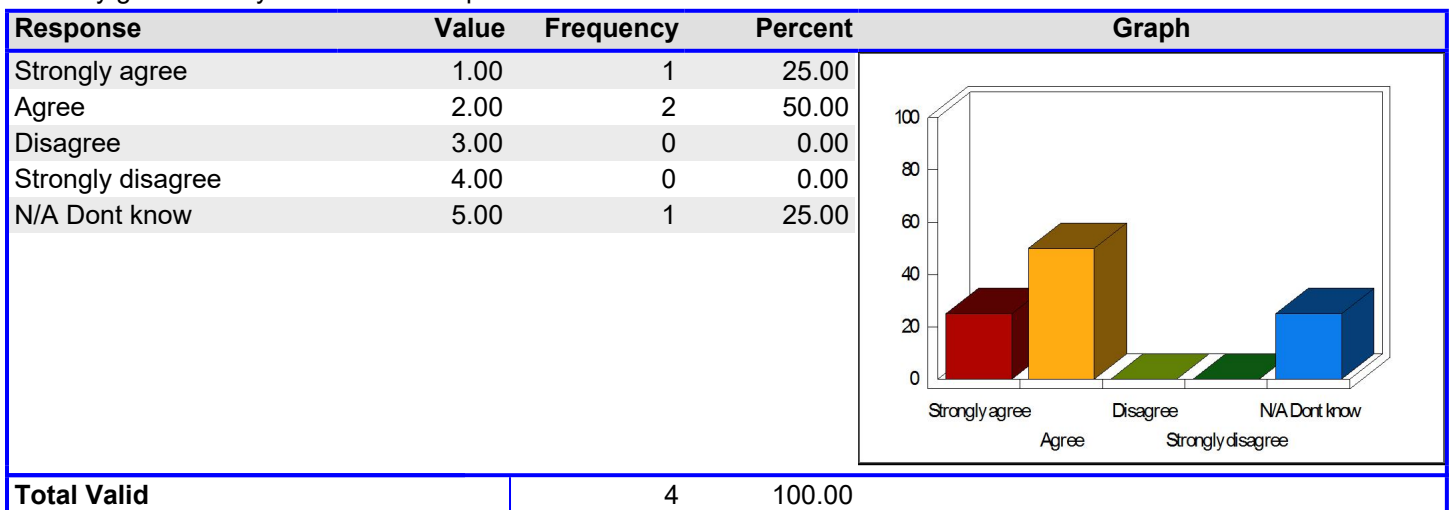 Response Value Frequency Percent Graph
Strongly agree 1.00 1 25.00
Agree 2.00 2 50.00
Disagree 3.00 0 0.00
Strongly disagree 4.00 0 0.00
N/A Dont know 5.00 1 25.00
100
80
60
40
20
0
Strongly agree Disagree N/A Dont know
Agree Strongly disagree
Total Valid 4 100.00